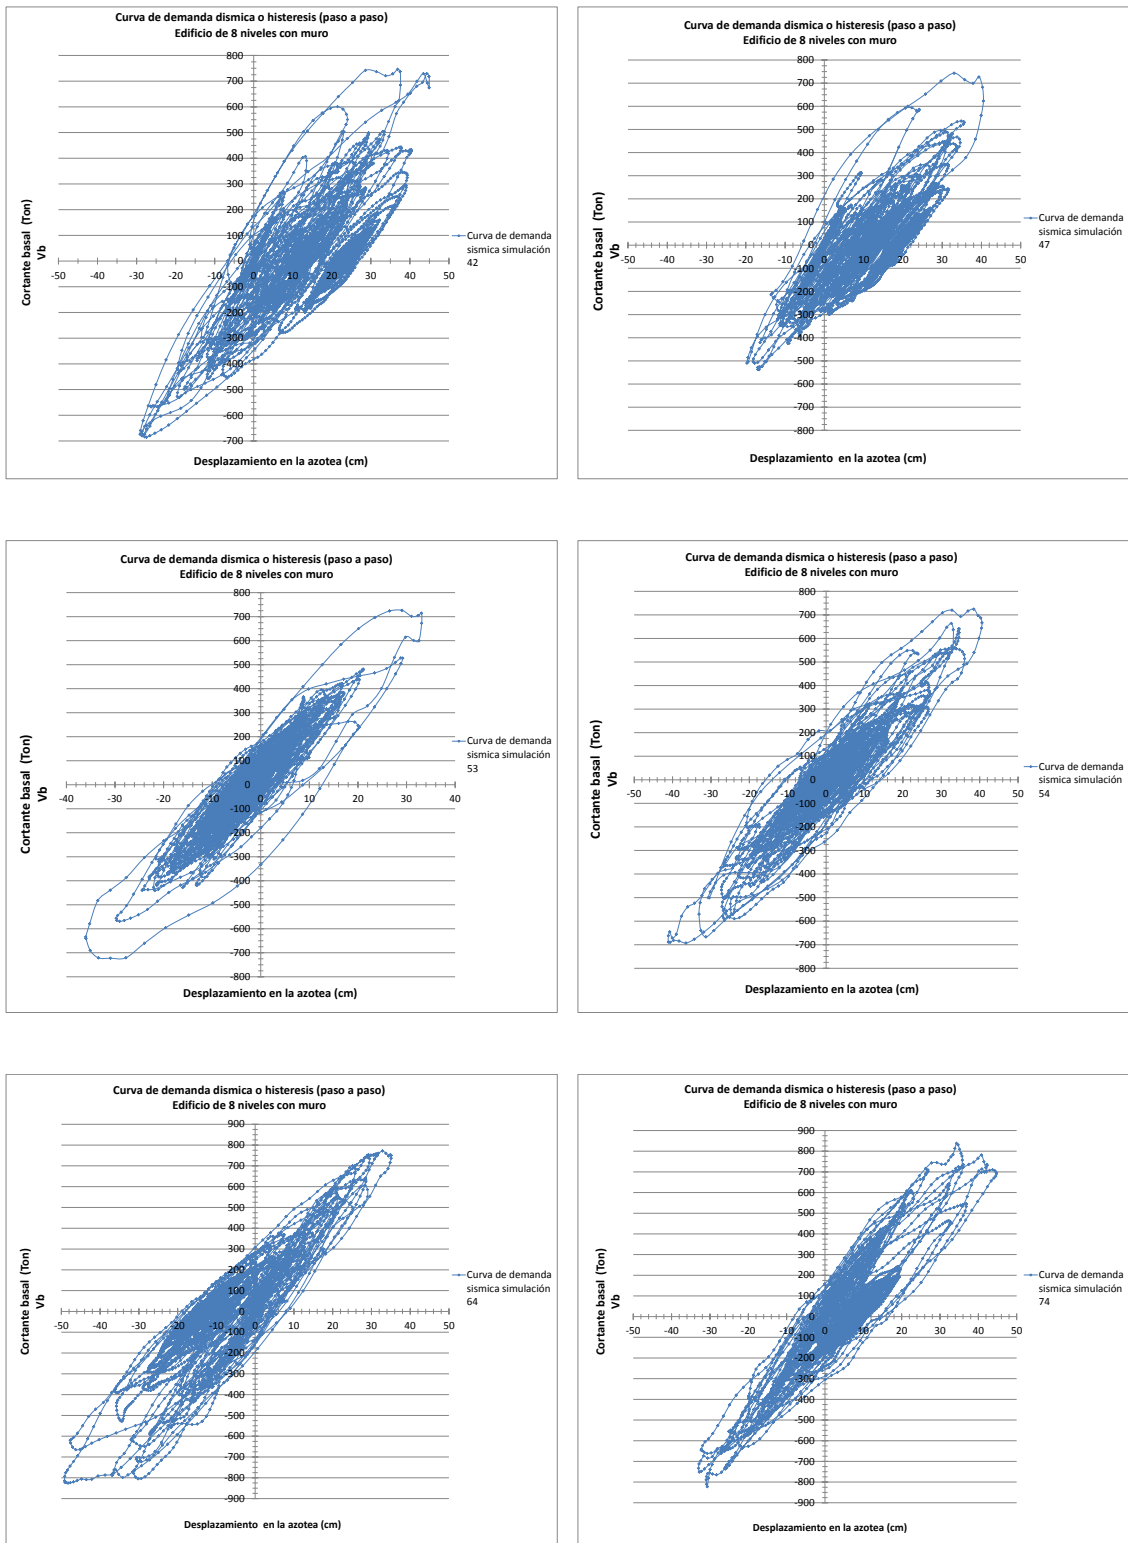 Curva de demanda dismica o histeresis (paso a paso)
Edificio de 8 niveles con muro
800
700
600
500
400
300
200
100
0
-100
-200
-300
-400
-500
-600
-700
-50 -40 -30 -20 -10 0 10 20 30 40 50
Cortante basal (Ton)
Vb
Desplazamiento en la azotea (cm)
Curva de demanda
sismica simulación
42
Curva de demanda dismica o histeresis (paso a paso)
Edificio de 8 niveles con muro
800
700
600
500
400
300
200
100
0
-100
-200
-300
-400
-500
-600
-700
-800
-50 -40 -30 -20 -10 0 10 20 30 40 50
Cortante basal (Ton)
Vb
Desplazamiento en la azotea (cm)
Curva de demanda
sismica simulación
47
Curva de demanda dismica o histeresis (paso a paso)
Edificio de 8 niveles con muro
800
700
600
500
400
300
200
100
0
-100
-200
-300
-400
-500
-600
-700
-800
-40 -30 -20 -10 0 10 20 30 40
Cortante basal (Ton)
Vb
Desplazamiento en la azotea (cm)
Curva de demanda
sismica simulación
53
Curva de demanda dismica o histeresis (paso a paso)
Edificio de 8 niveles con muro
800
700
600
500
400
300
200
100
0
-100
-200
-300
-400
-500
-600
-700
-800
-50 -40 -30 -20 -10 0 10 20 30 40 50
Cortante basal (Ton)
Vb
Desplazamiento en la azotea (cm)
Curva de demanda
sismica simulación
54
Curva de demanda dismica o histeresis (paso a paso)
Edificio de 8 niveles con muro
900
800
700
600
500
400
300
200
100
0
-100
-200
-300
-400
-500
-600
-700
-800
-900
-50 -40 -30 -20 -10 0 10 20 30 40 50
Cortante basal (Ton)
Vb
Desplazamiento en la azotea (cm)
Curva de demanda
sismica simulación
64
Curva de demanda dismica o histeresis (paso a paso)
Edificio de 8 niveles con muro
900
800
700
600
500
400
300
200
100
0
-100
-200
-300
-400
-500
-600
-700
-800
-900
-50 -40 -30 -20 -10 0 10 20 30 40 50
Cortante basal (Ton)
Vb
Desplazamiento en la azotea (cm)
Curva de demanda
sismica simulación
74